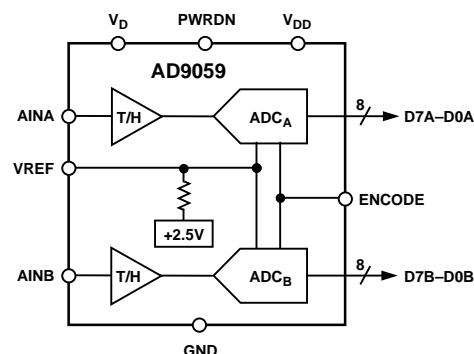 VD PWRDN VDD
AD9059
AINA T/H ADCA 8 D7A–D0A
VREF
ENCODE
+2.5V
AINB T/H ADCB 8 D7B–D0B
GND